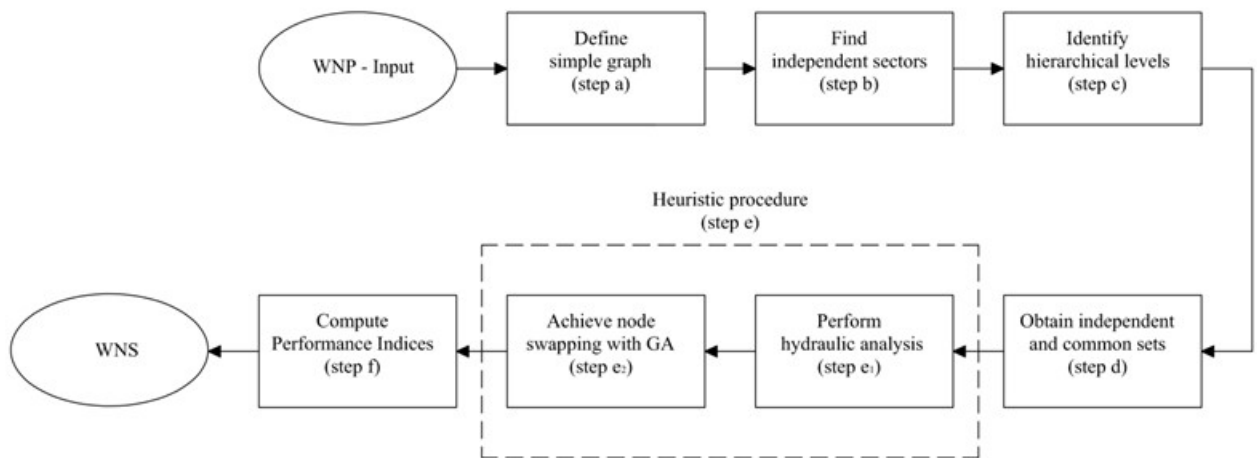 WNP - Input
Define
simple graph
(step a)
Find
independent sectors
(step b)
Identify
hierarchical levels
(step c)
Heuristic procedure
(step e)
WNS
Compute
Performance Indices
(step f)
Achieve node
swapping with GA
(step e₂)
Perform
hydraulic analysis
(step e₁)
Obtain independent
and common sets
(step d)